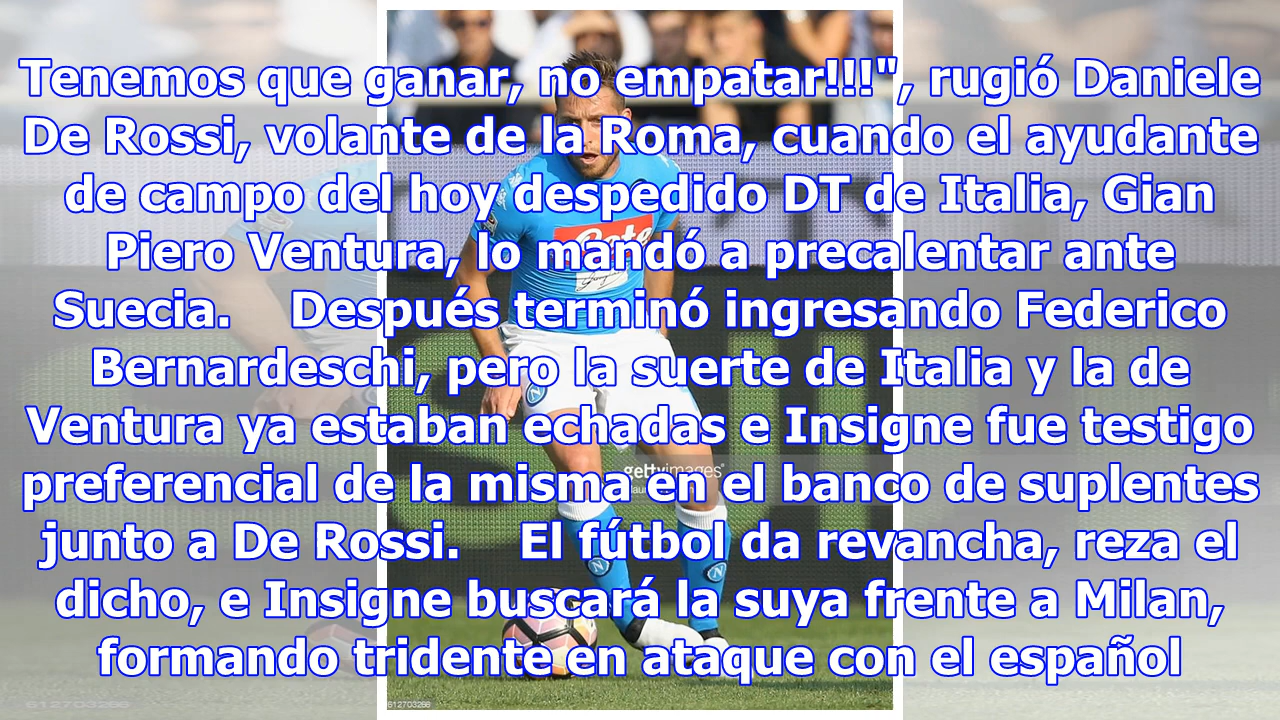 Tenemos que ganar, no empatar!!!", rugió Daniele
De Rossi, volante de la Roma, cuando el ayudante
de campo del hoy despedido DT de Italia, Gian
Piero Ventura, lo mandó a precalentar ante
Suecia. Después terminó ingresando Federico
Bernardeschi, pero la suerte de Italia y la de
Ventura ya estaban echadas e Insigne fue testigo
preferencial de la misma en el banco de suplentes
junto a De Rossi. El fútbol da revancha, reza el
dicho, e Insigne buscará la suya frente a Milan,
formando tridente en ataque con el español
gettyimages
612703266
612703266